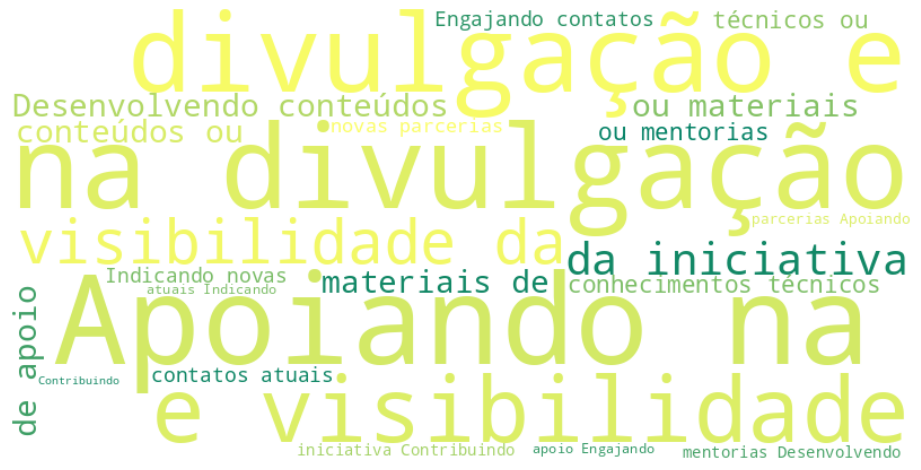 Engajando contatos
técnicos ou
divulgação e
Desenvolvendo conteúdos
ou materiais
conteúdos ou
novas parcerias
ou mentorias
na divulgação
parcerias Apoiando
visibilidade da
da iniciativa
Indicando novas
materiais de
conhecimentos técnicos
atuais Indicando
de apoio
Apoiando na
Contribuindo
contatos atuais
e visibilidade
iniciativa Contribuindo
apoio Engajando
mentorias Desenvolvendo